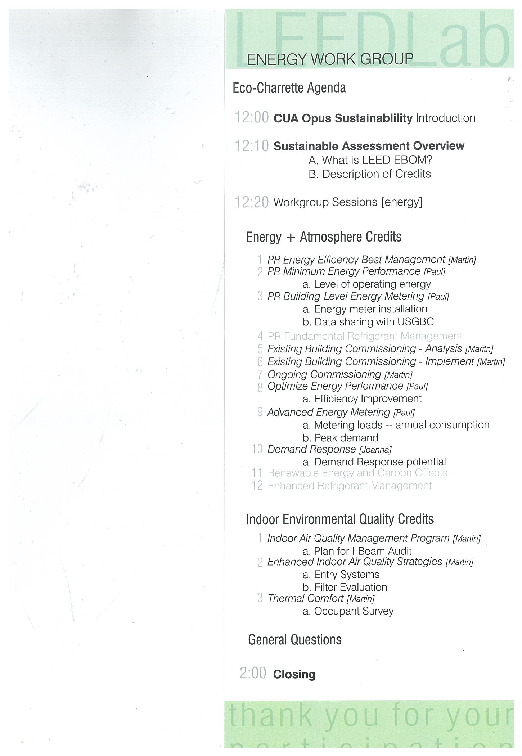 LEEDLab
ENERGY WORK GROUP
Eco-Charrette Agenda
12:00 CUA Opus Sustainablility Introduction
12:10 Sustainable Assessment Overview
A. What is LEED EBOM?
B. Description of Credits
12:20 Workgroup Sessions [energy]
Energy + Atmosphere Credits
1 PR Energy Efficiency Best Management [Martin]
2 PR Minimum Energy Performance [Paul]
a. Level of operating energy
3 PR Building Level Energy Metering [Paul]
a. Energy meter installation
b. Data sharing with USGBC
4 PR Fundamental Refrigerant Management
5 Existing Building Commissioning - Analysis [Martin]
6 Existing Building Commissioning - Implement [Martin]
7 Ongoing Commissioning [Martin]
8 Optimize Energy Performance [Paul]
a. Efficiency Improvement
9 Advanced Energy Metering [Paul]
a. Metering loads -- annual consumption
b. Peak demand
10 Demand Response [Joanna]
a. Demand Response potential
11 Renewable Energy and Carbon Offsets
12 Enhanced Refrigerant Management
Indoor Environmental Quality Credits
1 Indoor Air Quality Management Program [Martin]
a. Plan for I Beam Audit
2 Enhanced Indoor Air Quality Strategies [Martin]
a. Entry Systems
b. Filter Evaluation
3 Thermal Comfort [Martin]
a. Occupant Survey
General Questions
2:00 Closing
thank you for your
participation